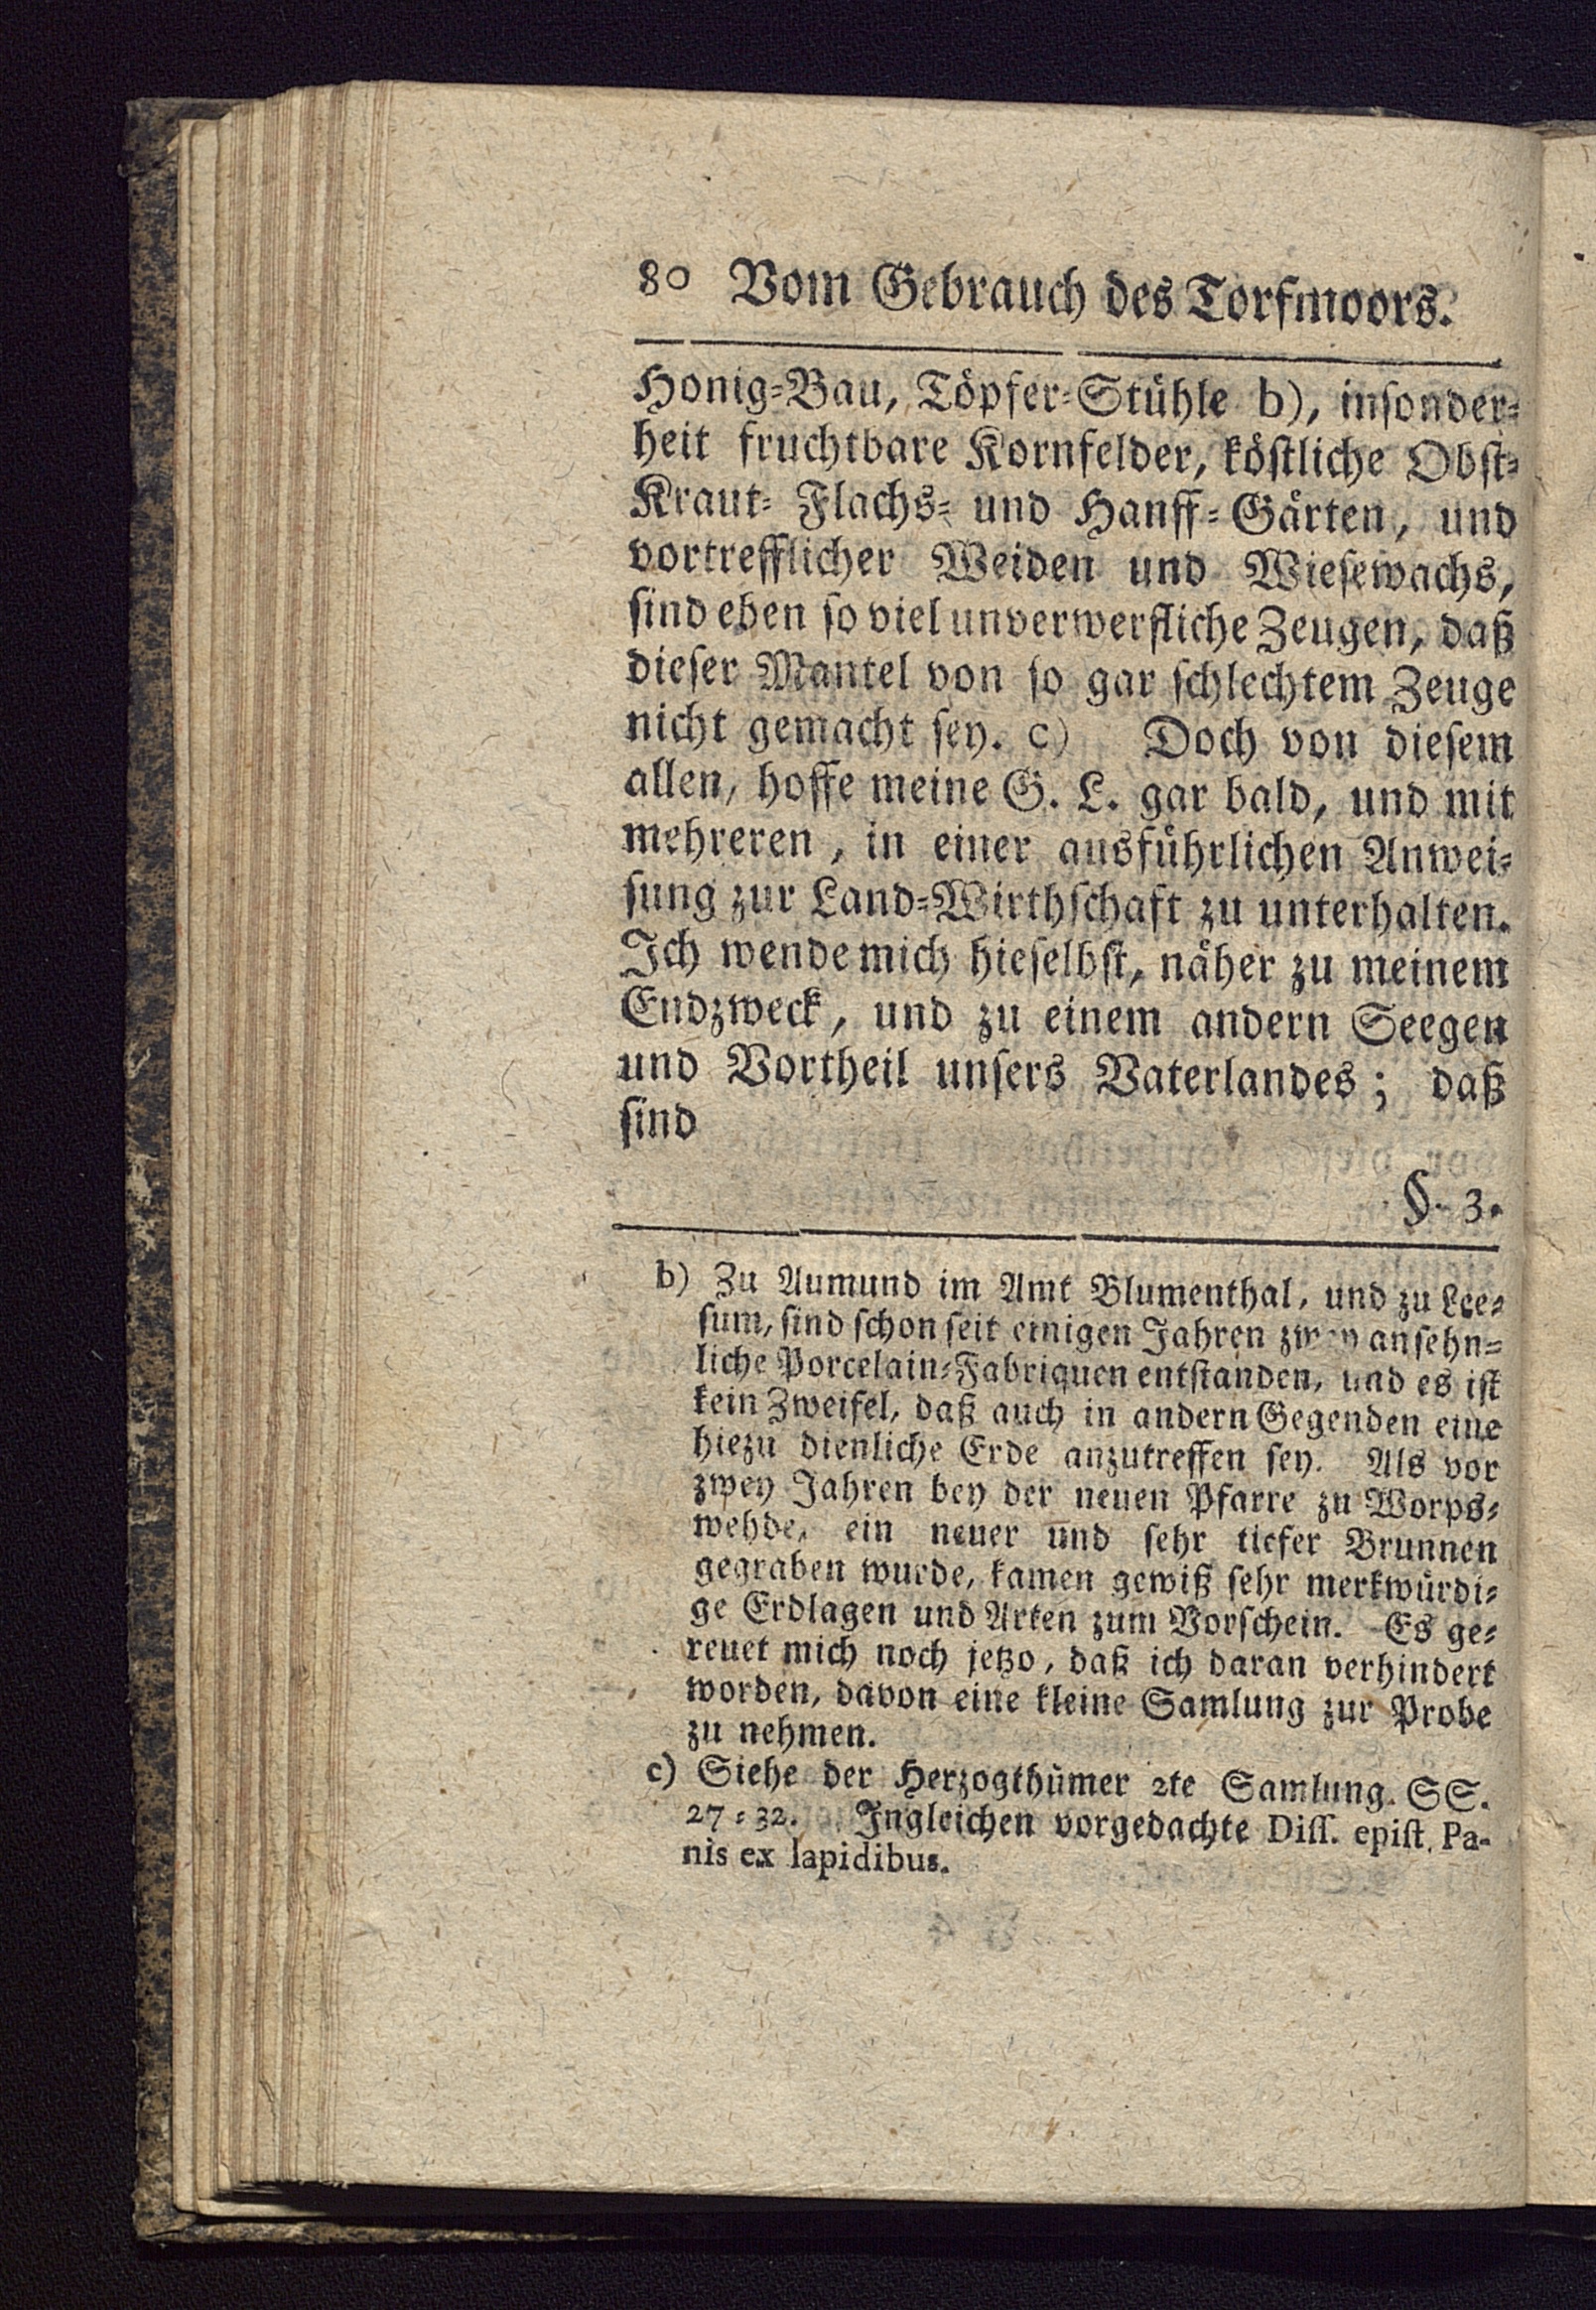 80 Vom Gebrauch des Torfmoors.
Honig-Bau, Töpfer-Stühle b), insonder-
heit fruchtbare Kornfelder, köstliche Obst-
Kraut- Flachs- und Hanff-Gärten, und
vortrefflicher Weiden und Wiesewachs,
sind eben so viel unverwerfliche Zeugen, daß
dieser Mantel von so gar schlechtem Zeuge
nicht gemacht sey. c) Doch von diesem
allen, hoffe meine G. L. gar bald, und mit
mehreren, in einer ausführlichen Anwei-
sung zur Land-Wirthschaft zu unterhalten.
Ich wende mich hieselbst, näher zu meinem
Endzweck, und zu einem andern Seegen
und Vortheil unsers Vaterlandes; daß
sind
§. 3.
b) Zu Aumund im Amt Blumenthal, und zu Lee-
sum, sind schon seit einigen Jahren zwey ansehn-
liche Porcelain-Fabriquen entstanden, und es ist
kein Zweifel, daß auch in andern Gegenden eine
hiezu dienliche Erde anzutreffen sey. Als vor
zwey Jahren bey der neuen Pfarre zu Worps-
wehde, ein neuer und sehr tiefer Brunnen
gegraben wurde, kamen gewiß sehr merkwürdi-
ge Erdlagen und Arten zum Vorschein. Es ge-
reuet mich noch jetzo, daß ich daran verhindert
worden, davon eine kleine Samlung zur Probe
zu nehmen.
c) Siehe der Herzogthümer 2te Samlung. SS.
27-32. Ingleichen vorgedachte Diss. epist. Pa-
nis ex lapidibus.